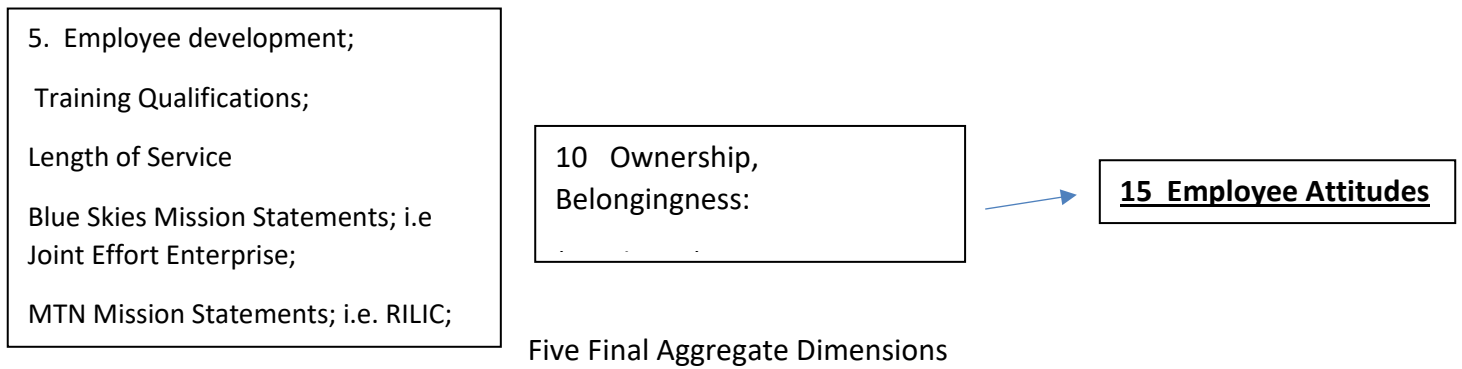 5. Employee development;
Training Qualifications;
Length of Service
Blue Skies Mission Statements; i.e
Joint Effort Enterprise;
MTN Mission Statements; i.e. RILIC;
10 Ownership,
Belongingness:
15 Employee Attitudes
Five Final Aggregate Dimensions